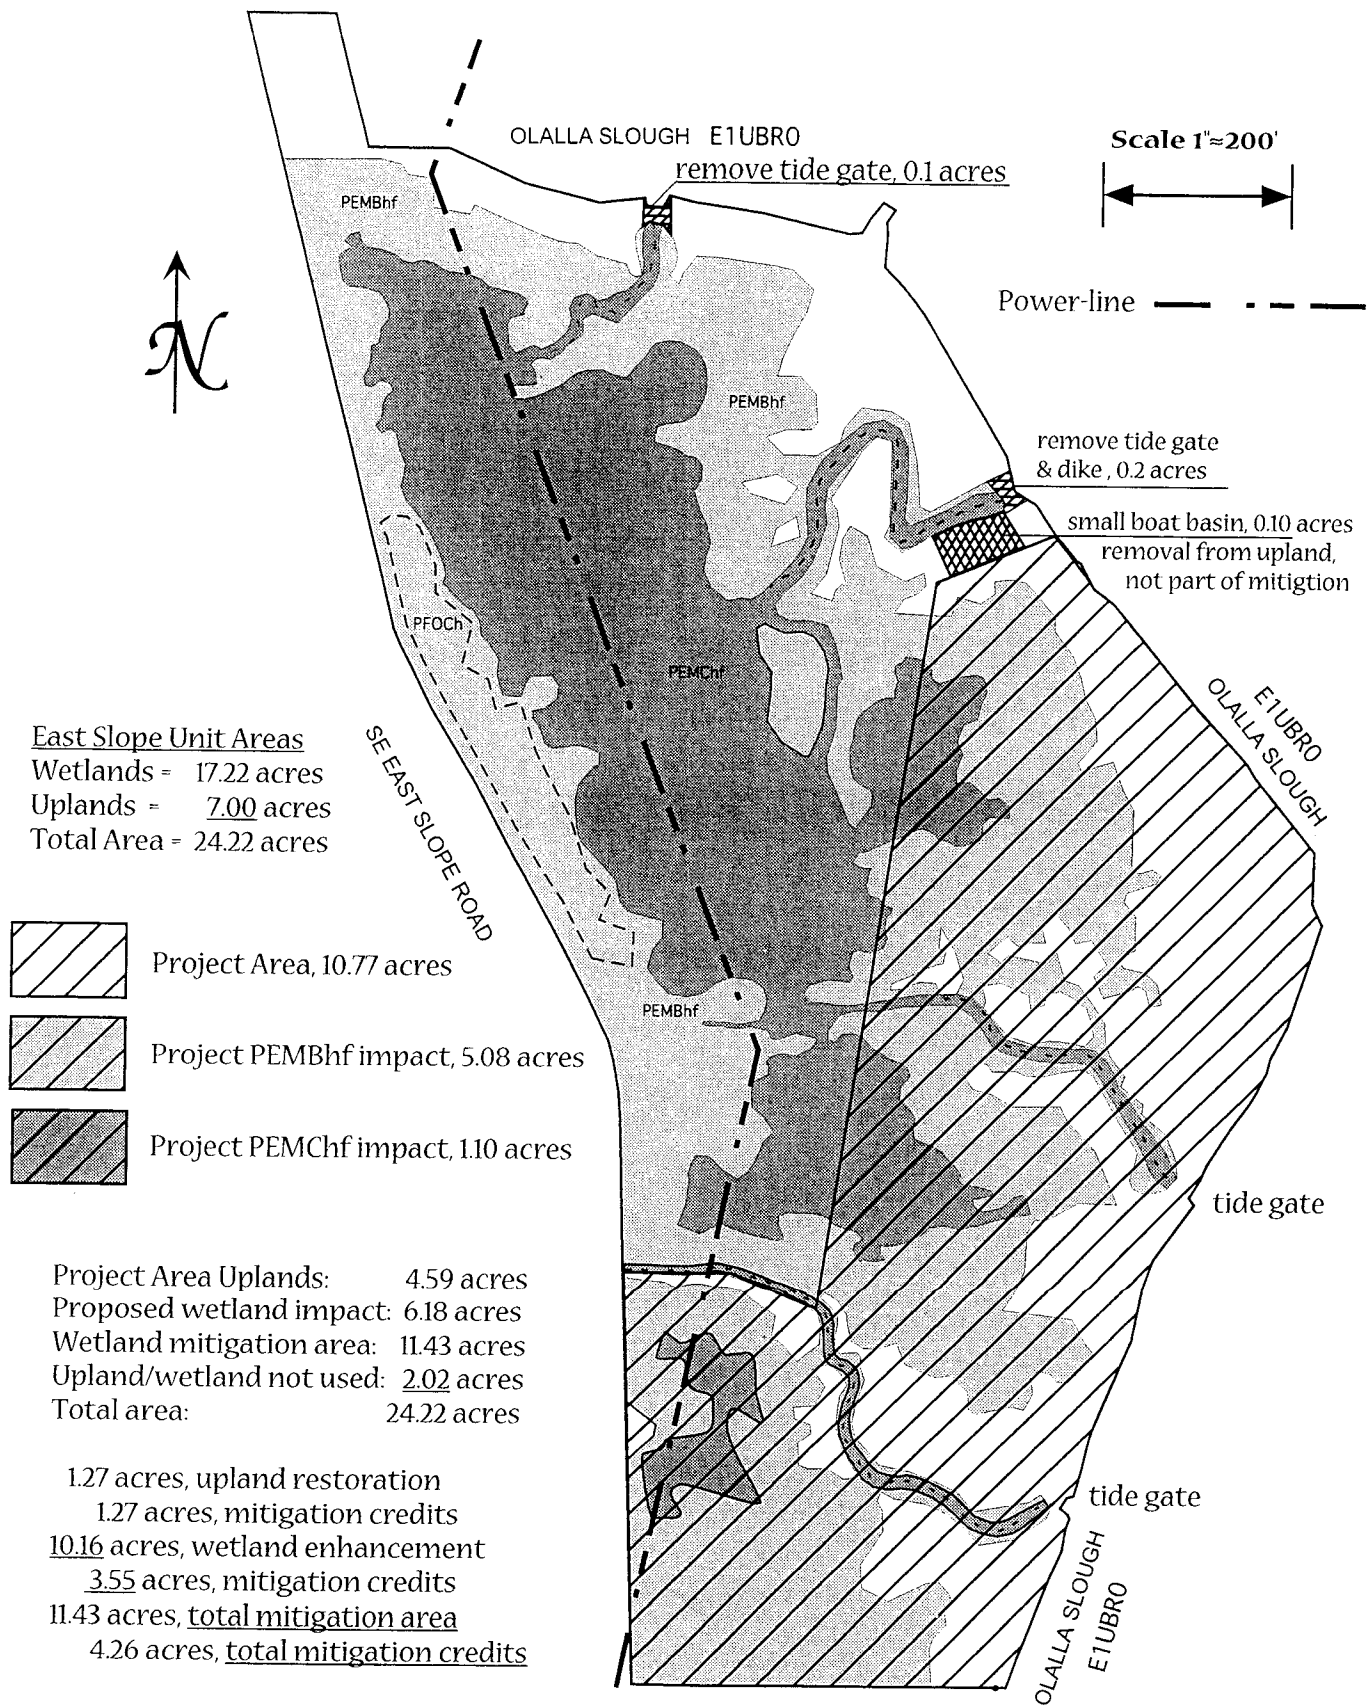 OLALLA SLOUGH E1UBR0
remove tide gate, 0.1 acres
Scale 1"≈200'
PEMBhf
N
Power-line
PEMBhf
remove tide gate
& dike , 0.2 acres
small boat basin, 0.10 acres
removal from upland,
not part of mitigtion
PFOCh
PEMChf
E1UBR0
OLALLA SLOUGH
SE EAST SLOPE ROAD
East Slope Unit Areas
Wetlands = 17.22 acres
Uplands = 7.00 acres
Total Area = 24.22 acres
Project Area, 10.77 acres
PEMBhf
Project PEMBhf impact, 5.08 acres
Project PEMChf impact, 1.10 acres
tide gate
Project Area Uplands: 4.59 acres
Proposed wetland impact: 6.18 acres
Wetland mitigation area: 11.43 acres
Upland/wetland not used: 2.02 acres
Total area: 24.22 acres
1.27 acres, upland restoration
1.27 acres, mitigation credits
10.16 acres, wetland enhancement
3.55 acres, mitigation credits
11.43 acres, total mitigation area
4.26 acres, total mitigation credits
tide gate
OLALLA SLOUGH
E1UBR0